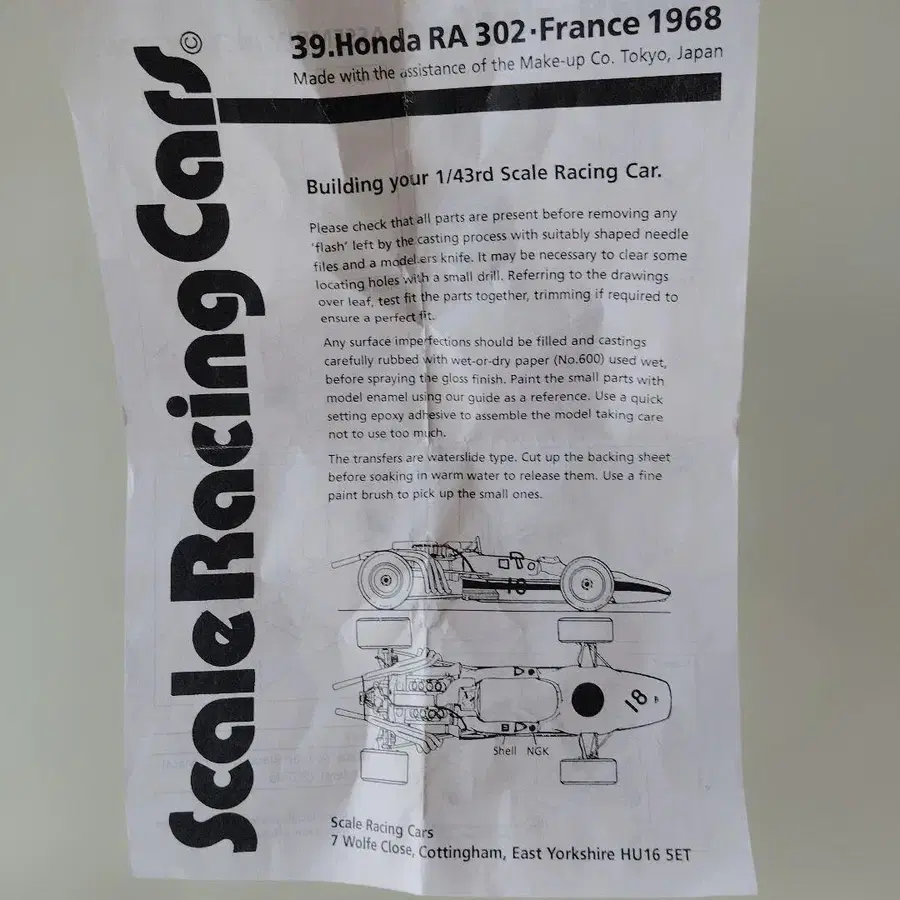 ScaleRacingCars©
39.Honda RA 302·France 1968
Made with the assistance of the Make-up Co. Tokyo, Japan
Building your 1/43rd Scale Racing Car.
Please check that all parts are present before removing any
'flash' left by the casting process with suitably shaped needle
files and a modellers knife. It may be necessary to clear some
locating holes with a small drill. Referring to the drawings
over leaf, test fit the parts together, trimming if required to
ensure a perfect fit.
Any surface imperfections should be filled and castings
carefully rubbed with wet-or-dry paper (No.600) used wet,
before spraying the gloss finish. Paint the small parts with
model enamel using our guide as a reference. Use a quick
setting epoxy adhesive to assemble the model taking care
not to use too much.
The transfers are waterslide type. Cut up the backing sheet
before soaking in warm water to release them. Use a fine
paint brush to pick up the small ones.
18
18
Shell NGK
Scale Racing Cars
7 Wolfe Close, Cottingham, East Yorkshire HU16 5ET